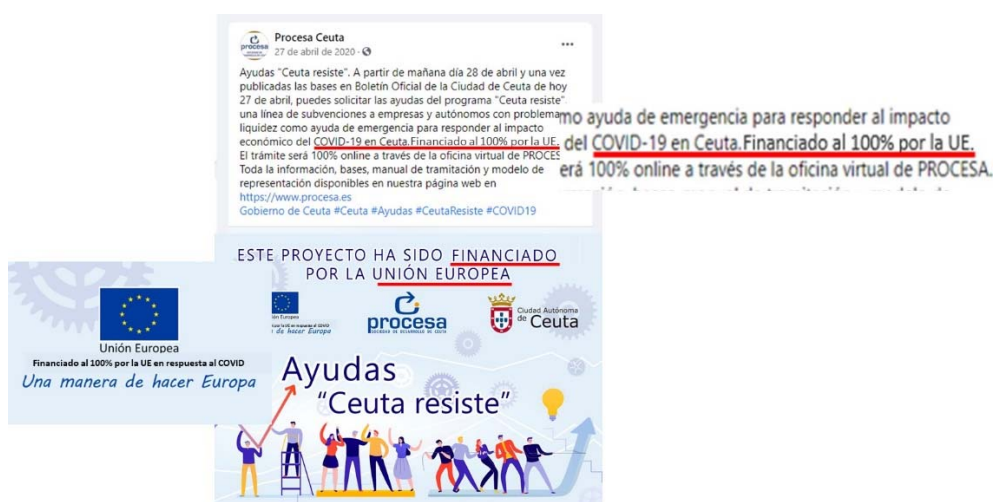 Procesa Ceuta
27 de abril de 2020
Ayudas "Ceuta resiste". A partir de mañana día 28 de abril y una vez
publicadas las bases en Boletín Oficial de la Ciudad de Ceuta de hoy
27 de abril, puedes solicitar las ayudas del programa "Ceuta resiste",
una línea de subvenciones a empresas y autónomos con problema
liquidez como ayuda de emergencia para responder al impacto
económico del COVID-19 en Ceuta.Financiado al 100% por la UE.
El trámite será 100% online a través de la oficina virtual de PROCES
Toda la información, bases, manual de tramitación y modelo de
representación disponibles en nuestra página web en
https://www.procesa.es
Gobierno de Ceuta #Ceuta #Ayudas #CeutaResiste #COVID19
mo ayuda de emergencia para responder al impacto
del COVID-19 en Ceuta.Financiado al 100% por la UE.
erá 100% online a través de la oficina virtual de PROCESA.
ESTE PROYECTO HA SIDO FINANCIADO
POR LA UNIÓN EUROPEA
procesa
SOCIEDAD DE DESARROLLO DE CEUTA
Ciudad Autónoma
de Ceuta
Unión Europea
Financiado al 100% por la UE en respuesta al COVID
Una manera de hacer Europa
de hacer Europa
Ayudas
"Ceuta resiste"